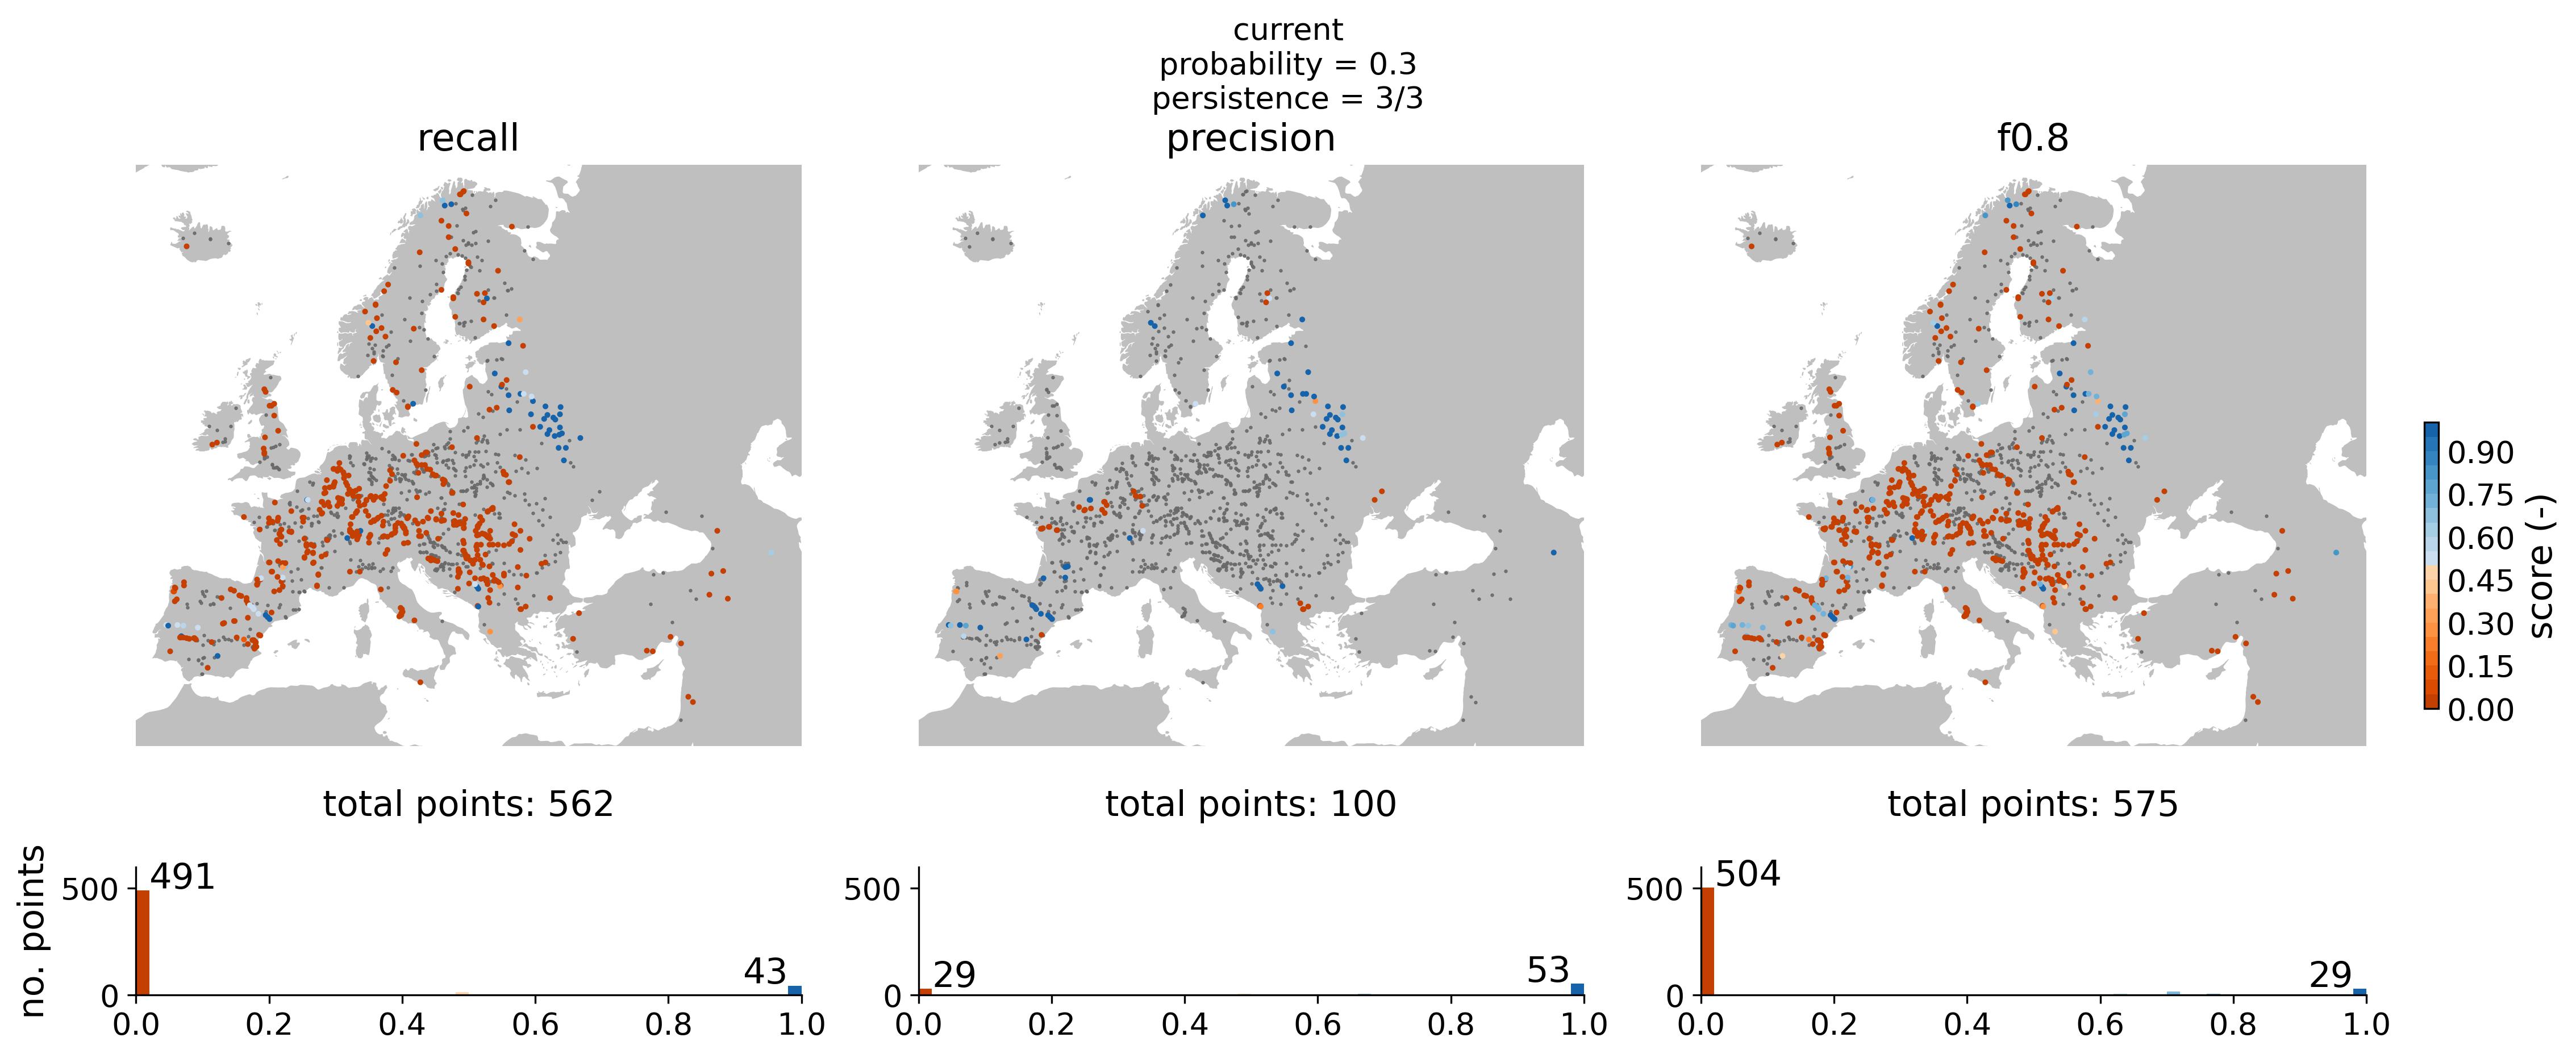 current
probability = 0.3
persistence = 3/3
recall
precision
f0.8
0.90
0.75
0.60
0.45
0.30
0.15
0.00
score (-)
total points: 562
total points: 100
total points: 575
no. points
500
0
491
43
0.0 0.2 0.4 0.6 0.8 1.0
500
0
29
53
0.0 0.2 0.4 0.6 0.8 1.0
500
0
504
29
0.0 0.2 0.4 0.6 0.8 1.0